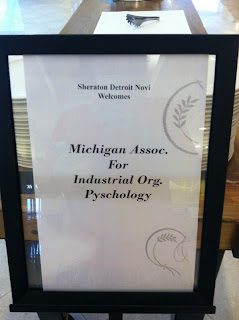 Sheraton Detroit Novi
Welcomes
Michigan Assoc.
For
Industrial Org.
Pyschology